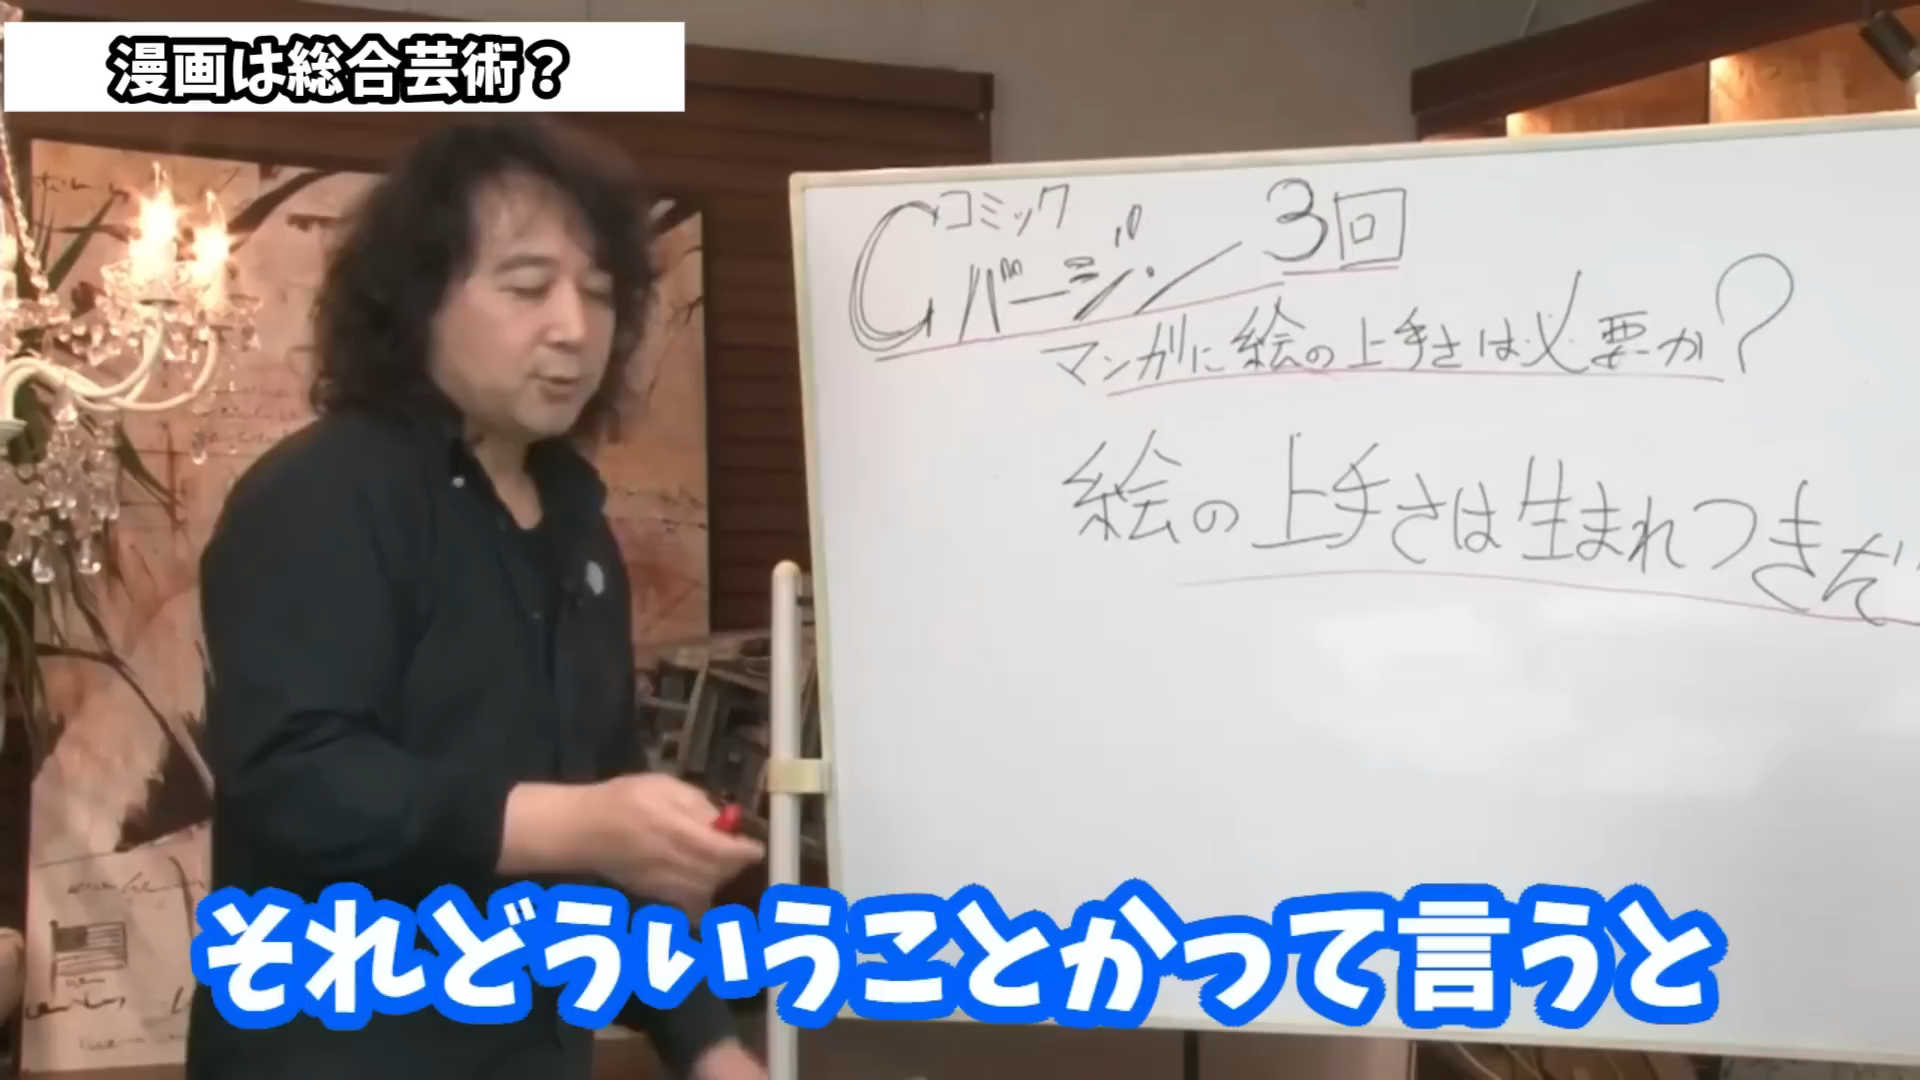 漫画は総合芸術？
コミック
Cバージン/3回
マンガに絵の上手さは必要か?
絵の上手さは生まれつきだ
それどういうことかって言うと